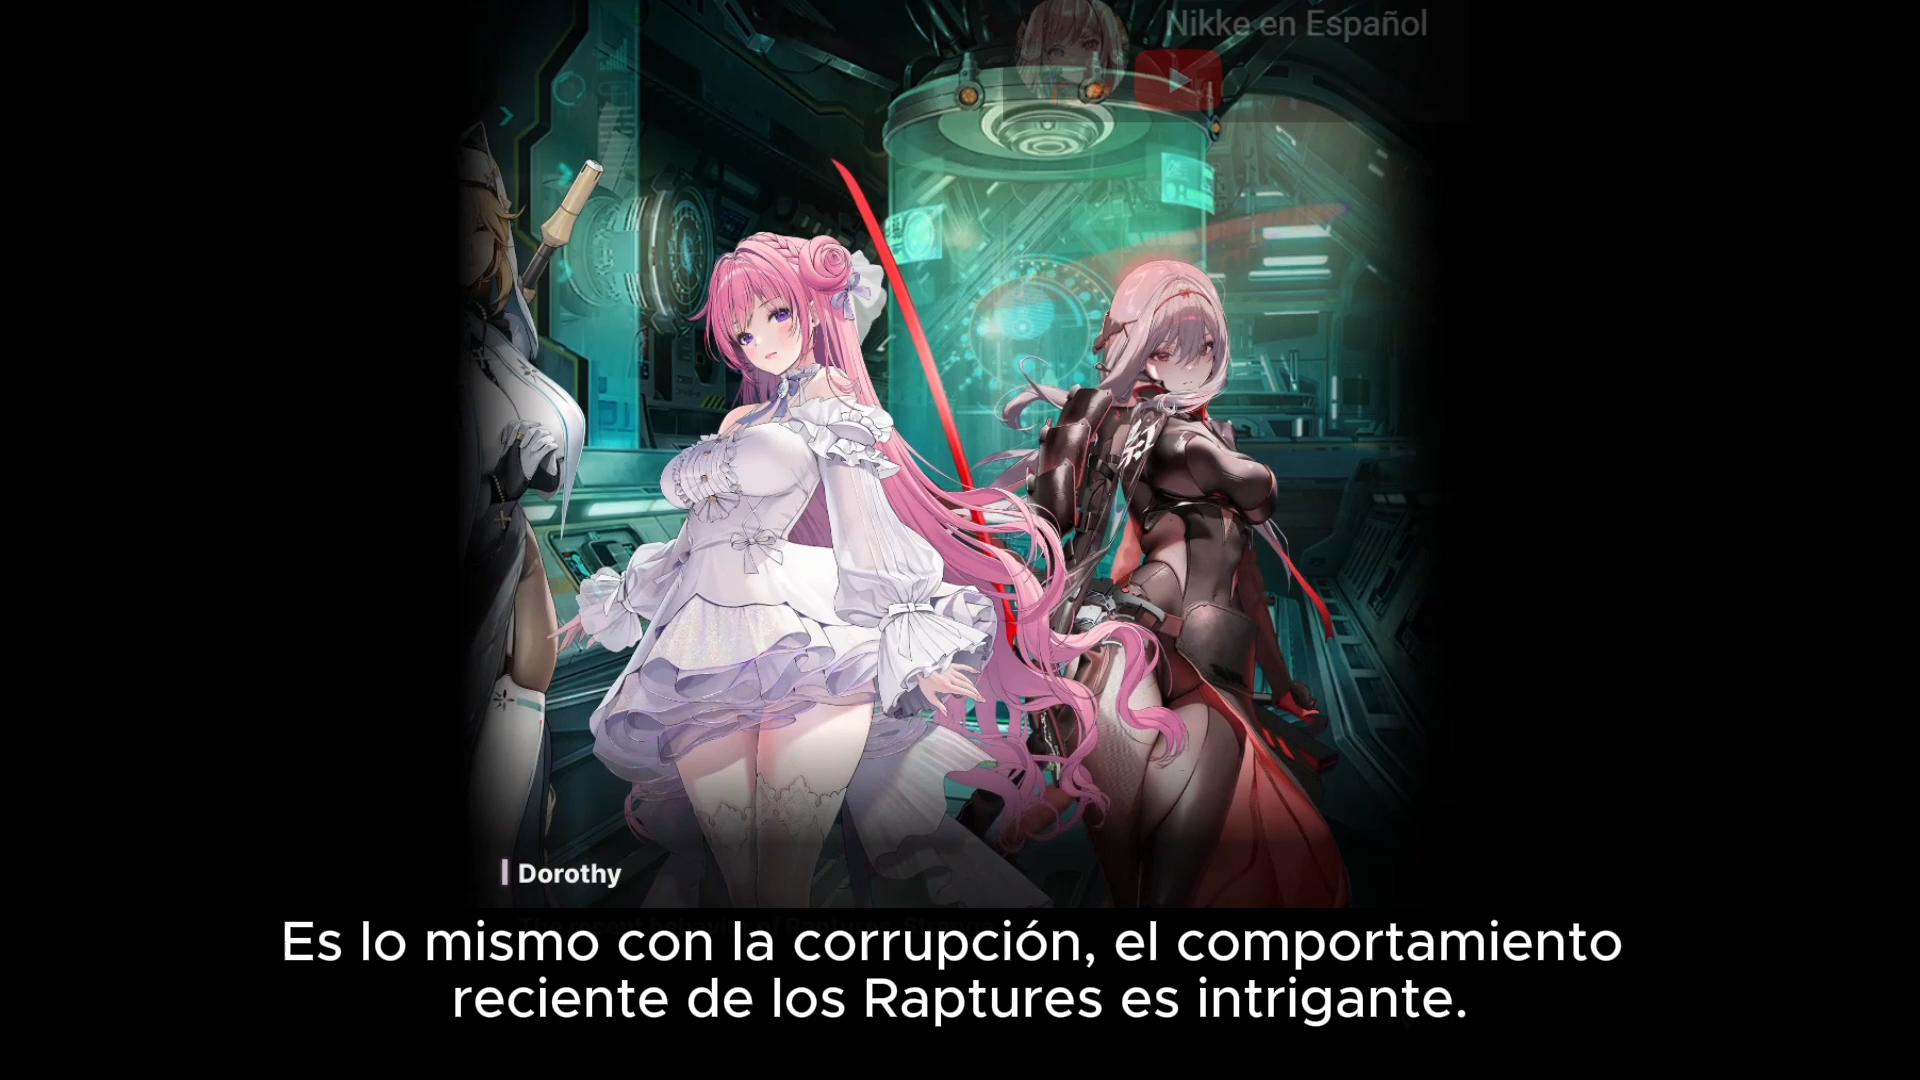 Nikke en Español
Dorothy
Es lo mismo con la corrupción, el comportamiento
reciente de los Raptures es intrigante.